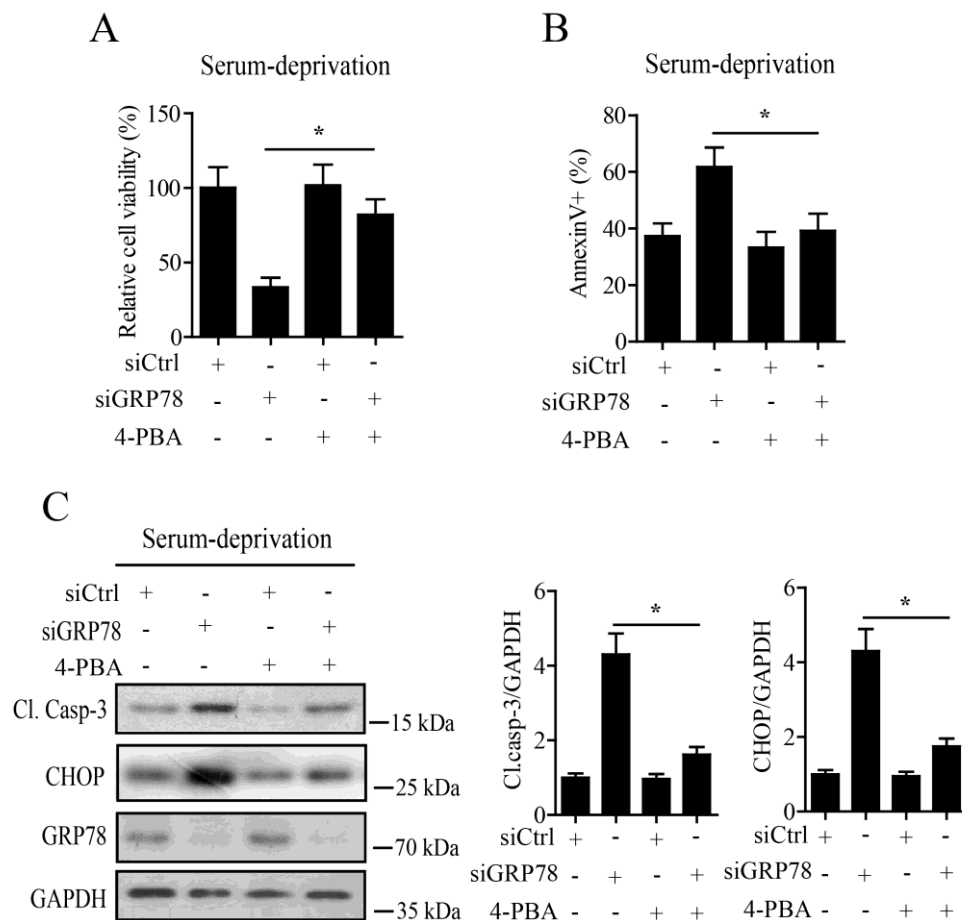 A
Serum-deprivation
Relative cell viability (%)
150
100
50
0
*
siCtrl + - + -
siGRP78 - + - +
4-PBA - - + +
B
Serum-deprivation
AnnexinV+ (%)
80
60
40
20
0
*
siCtrl + - + -
siGRP78 - + - +
4-PBA - - + +
C
Serum-deprivation
siCtrl + - + -
siGRP78 - + - +
4-PBA - - + +
Cl. Casp-3
15 kDa
CHOP
25 kDa
GRP78
70 kDa
GAPDH
35 kDa
Cl.casp-3/GAPDH
6
4
2
0
*
siCtrl + - + -
siGRP78 - + - +
4-PBA - - + +
CHOP/GAPDH
6
4
2
0
*
siCtrl + - + -
siGRP78 - + - +
4-PBA - - + +